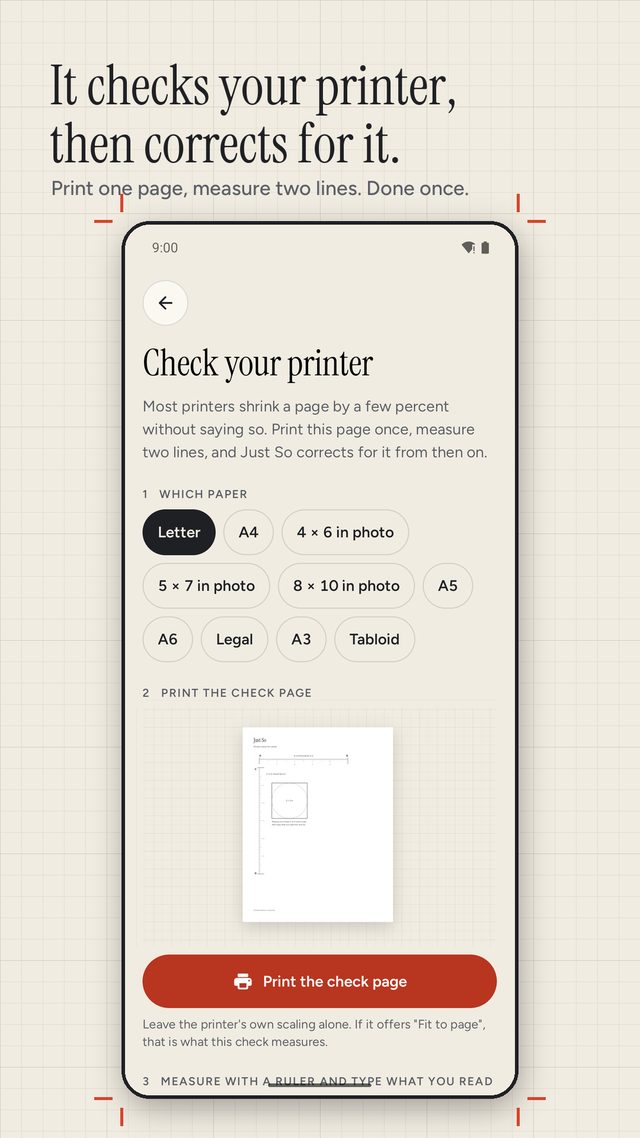 It checks your printer,
then corrects for it.
Print one page, measure two lines. Done once.
9:00
Check your printer
Most printers shrink a page by a few percent
without saying so. Print this page once, measure
two lines, and Just So corrects for it from then on.
1 WHICH PAPER
Letter A4 4 × 6 in photo
5 × 7 in photo 8 × 10 in photo A5
A6 Legal A3 Tabloid
2 PRINT THE CHECK PAGE
Just So
Print the check page
Leave the printer's own scaling alone. If it offers "Fit to page",
that is what this check measures.
3 MEASURE WITH A RULER AND TYPE WHAT YOU READ